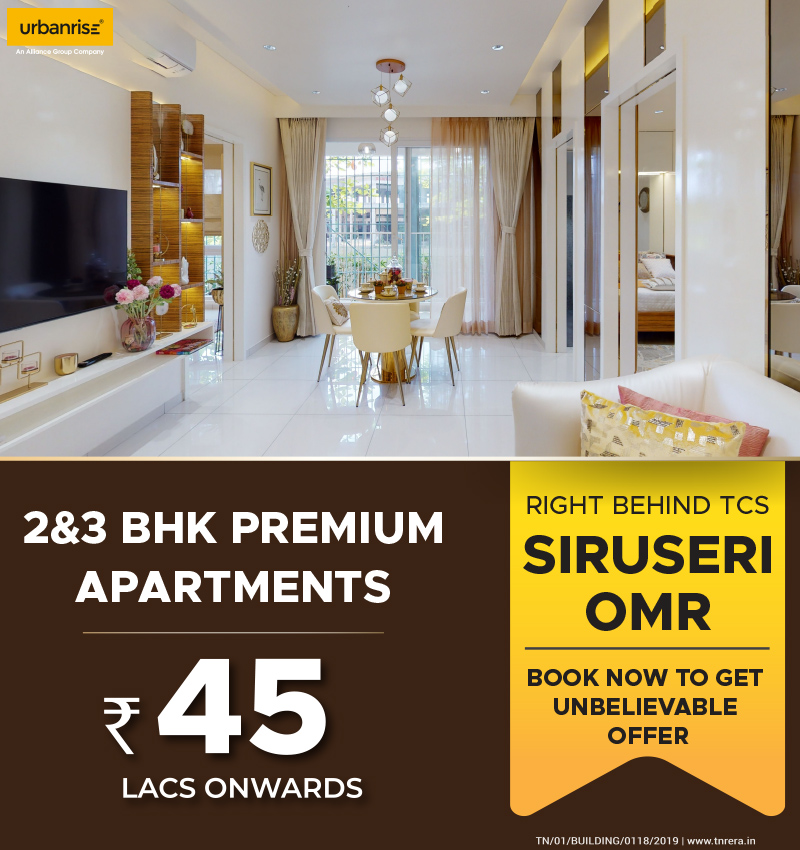 urbanrise®
An Alliance Group Company
2&3 BHK PREMIUM
APARTMENTS
₹ 45
LACS ONWARDS
RIGHT BEHIND TCS
SIRUSERI
OMR
BOOK NOW TO GET
UNBELIEVABLE
OFFER
TN/01/BUILDING/0118/2019 | www.tnrera.in